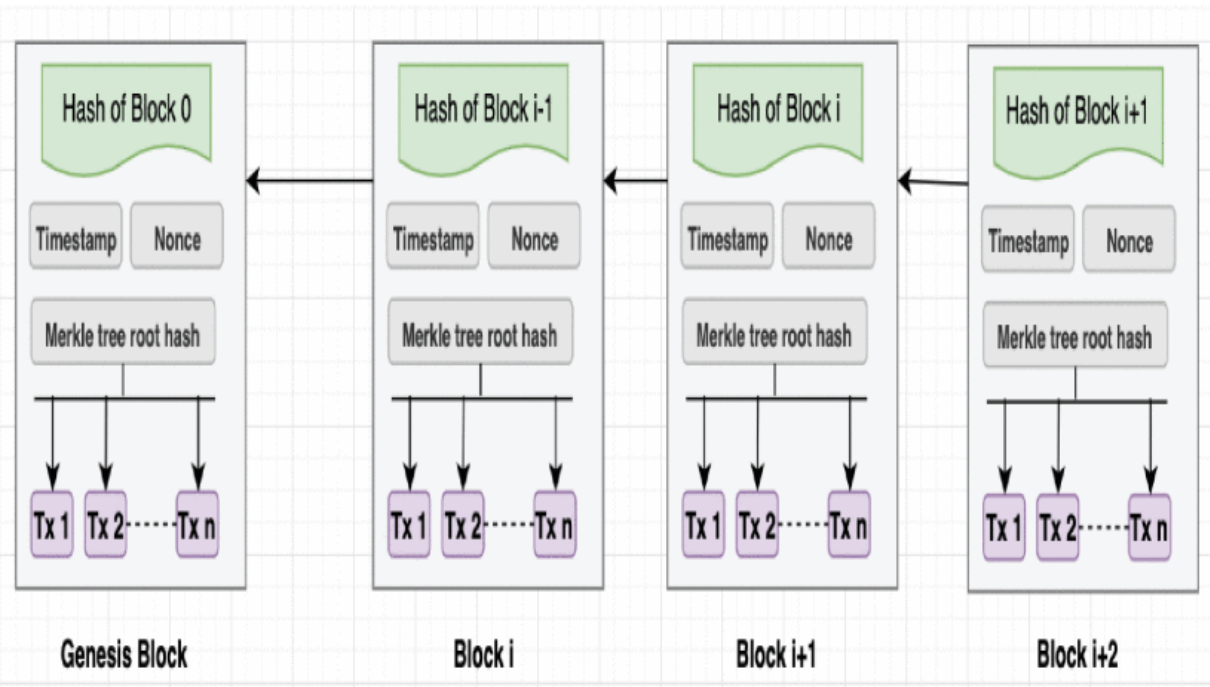 Hash of Block 0
Timestamp Nonce
Merkle tree root hash
Tx 1 Tx 2 Tx n
Genesis Block
Hash of Block i-1
Timestamp Nonce
Merkle tree root hash
Tx 1 Tx 2 Tx n
Block i
Hash of Block i
Timestamp Nonce
Merkle tree root hash
Tx 1 Tx 2 Tx n
Block i+1
Hash of Block i+1
Timestamp Nonce
Merkle tree root hash
Tx 1 Tx 2 Tx n
Block i+2